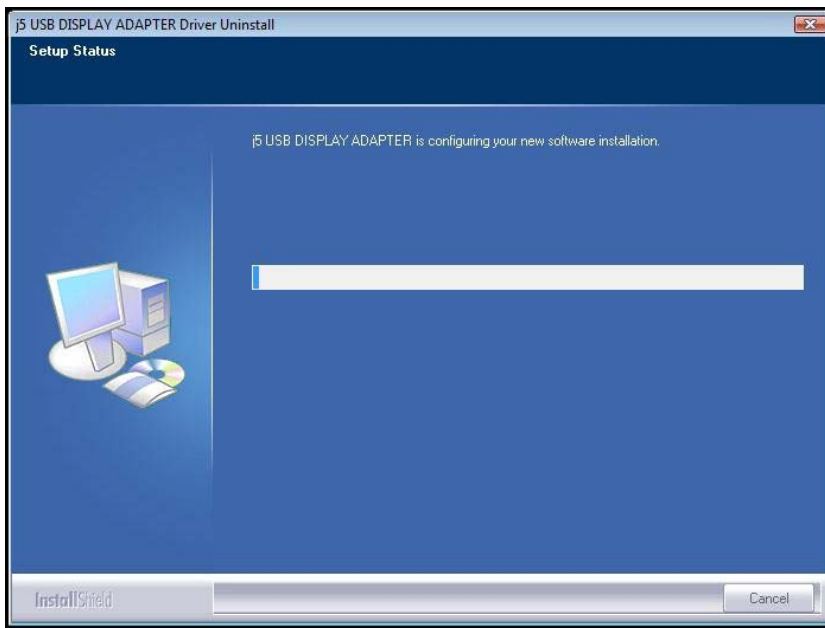 j5 USB DISPLAY ADAPTER Driver Uninstall
Setup Status
j5 USB DISPLAY ADAPTER is configuring your new software installation.
InstallShield
Cancel